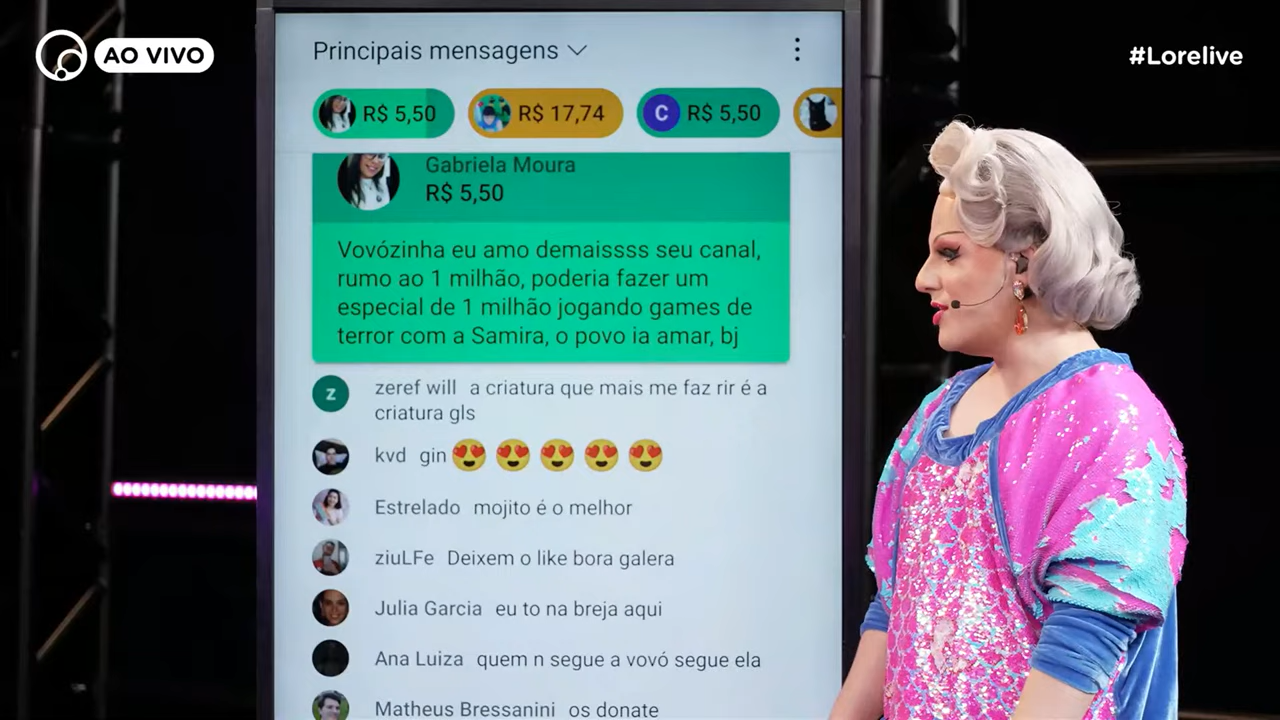 AO VIVO
#Lorelive
Principais mensagens
R$ 5,50
R$ 17,74
C
R$ 5,50
Gabriela Moura
R$ 5,50
Vovózinha eu amo demaissss seu canal,
rumo ao 1 milhão, poderia fazer um
especial de 1 milhão jogando games de
terror com a Samira, o povo ia amar, bj
z
zeref will a criatura que mais me faz rir é a
criatura gls
kvd gin 😍 😍 😍 😍 😍
Estrelado mojito é o melhor
ziuLFe Deixem o like bora galera
Julia Garcia eu to na breja aqui
Ana Luiza quem n segue a vovó segue ela
Matheus Bressanini os donate